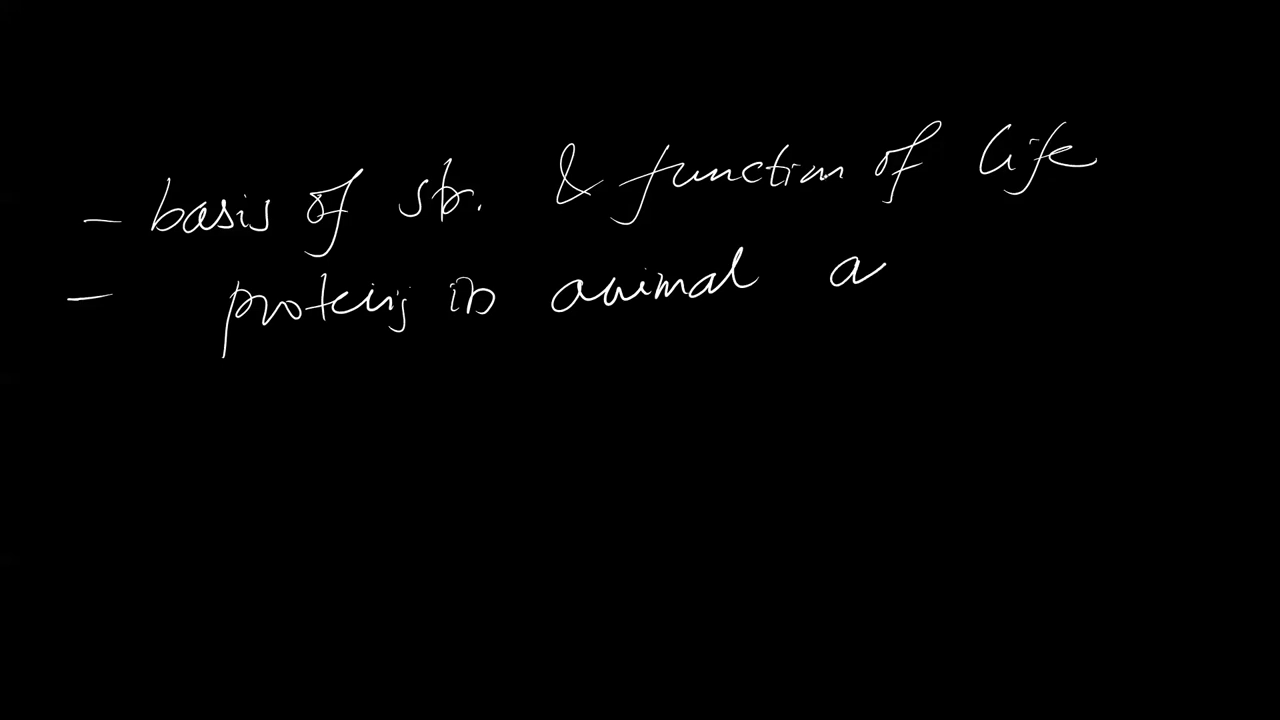 - basis of str. & function of life
- proteins in animal a